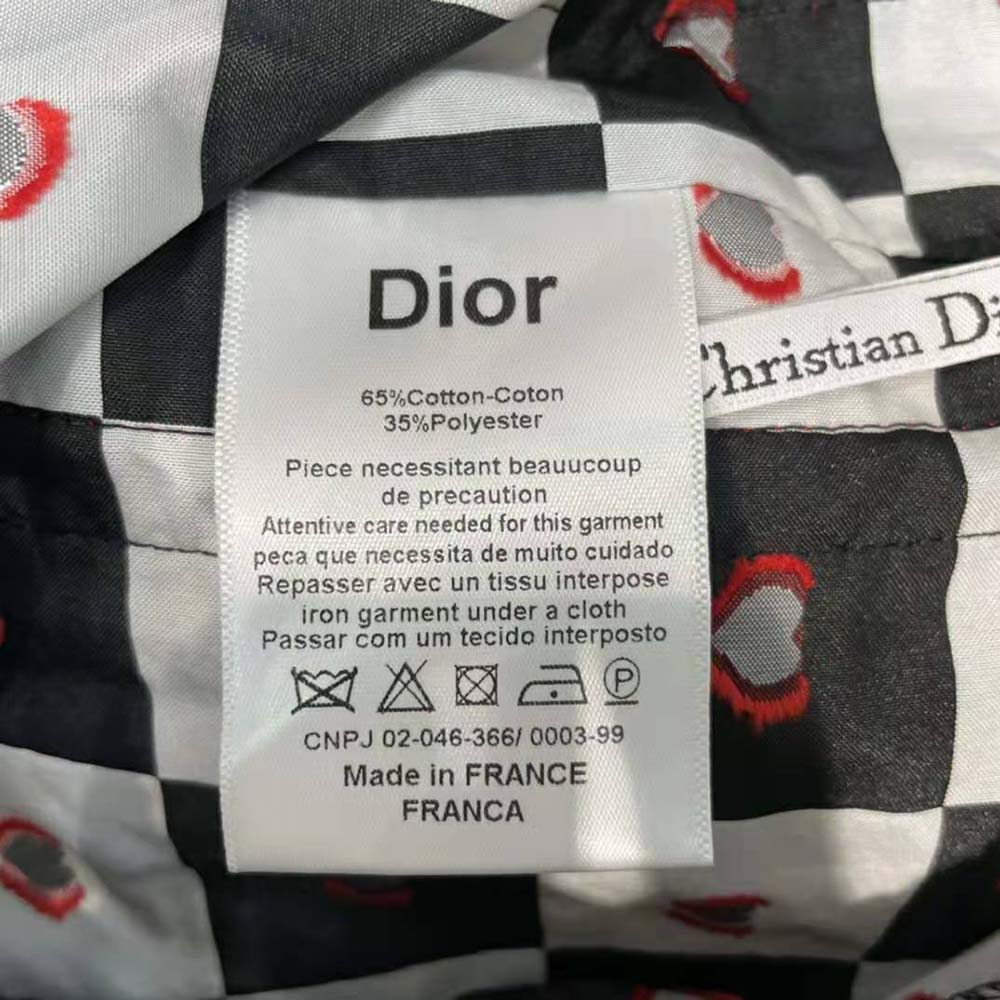 Dior
65%Cotton-Coton
35%Polyester
Piece necessitant beauucoup
de precaution
Attentive care needed for this garment
peca que necessita de muito cuidado
Repasser avec un tissu interpose
iron garment under a cloth
Passar com um tecido interposto
P
CNPJ 02-046-366/ 0003-99
Made in FRANCE
FRANCA
Christian Di